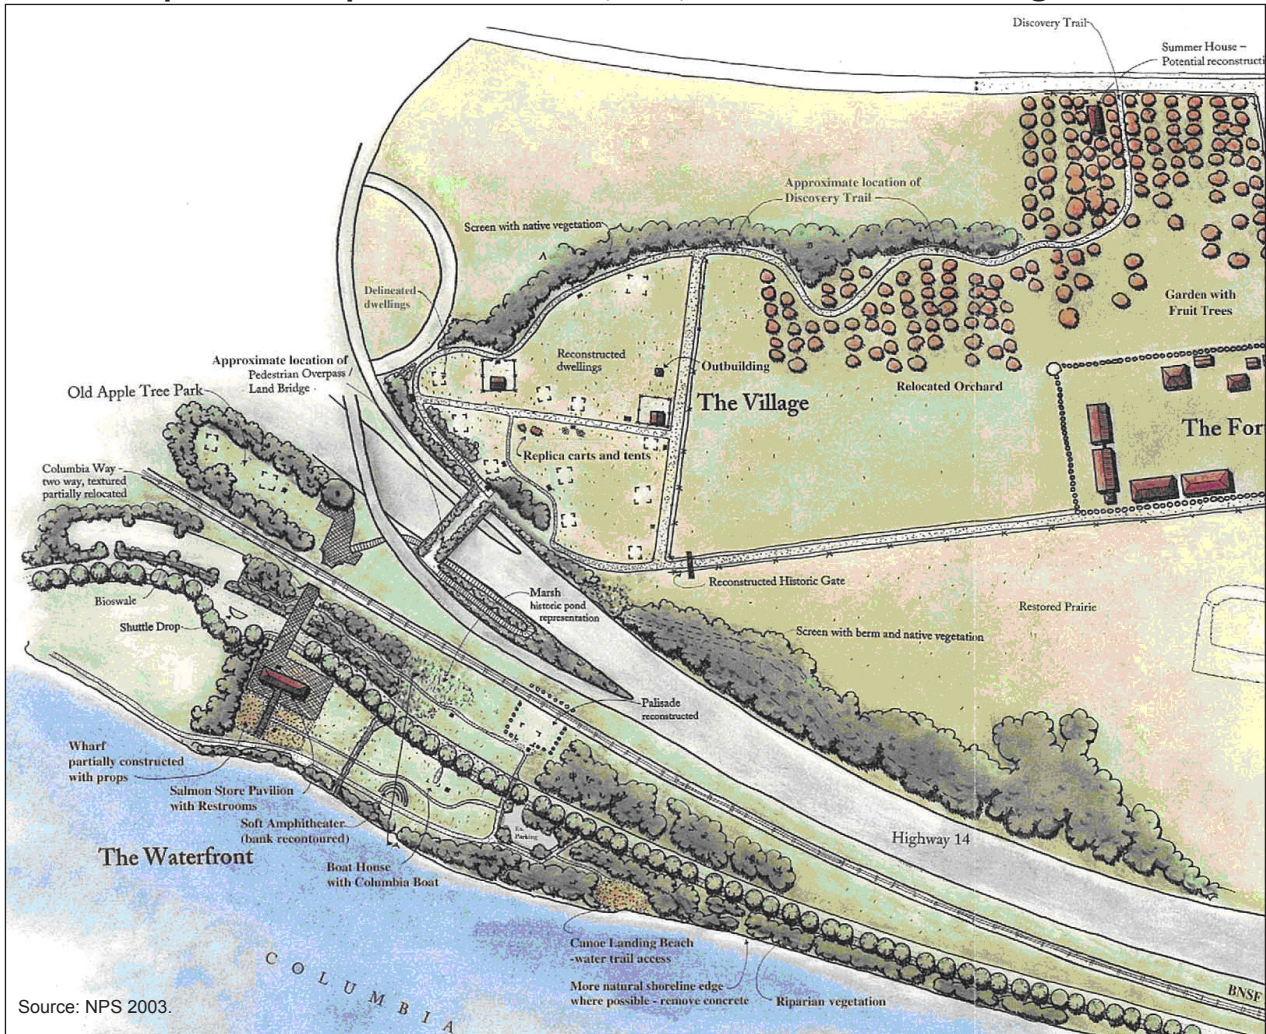 Discovery Trail
Summer House –
Potential reconstructi
Approximate location of
Discovery Trail
Screen with native vegetation
Delineated
dwellings
Garden with
Fruit Trees
Reconstructed
dwellings
Approximate location of
Pedestrian Overpass/
Land Bridge
Outbuilding
Old Apple Tree Park
Relocated Orchard
The Village
The For
Replica carts and tents
Columbia Way -
two way, textured
partially relocated
Reconstructed Historic Gate
Marsh
historic pond
representation
Bioswale
Restored Prairie
Shuttle Drop
Screen with berm and native vegetation
Palisade
reconstructed
Wharf
partially constructed
with props
Salmon Store Pavilion
with Restrooms
Soft Amphitheater
(bank recontoured)
Ex.
Parking
Highway 14
The Waterfront
Boat House
with Columbia Boat
Canoe Landing Beach
-water trail access
More natural shoreline edge
where possible - remove concrete
Riparian vegetation
BNSF
COLUMBIA
Source: NPS 2003.